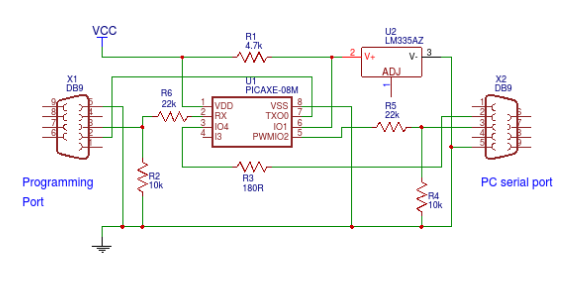 VCC
R1
4.7k
U2
LM335AZ
2
V+
V-
3
ADJ
1
X1
DB9
U1
PICAXE-08M
X2
DB9
R6
22k
R5
22k
1
VDD
VSS
8
2
RX
TXO0
7
3
IO4
IO1
6
4
I3
PWMIO2
5
9
5
8
4
7
3
6
2
1
1
6
2
7
3
8
4
9
5
R2
10k
R3
180R
R4
10k
Programming
Port
PC serial port